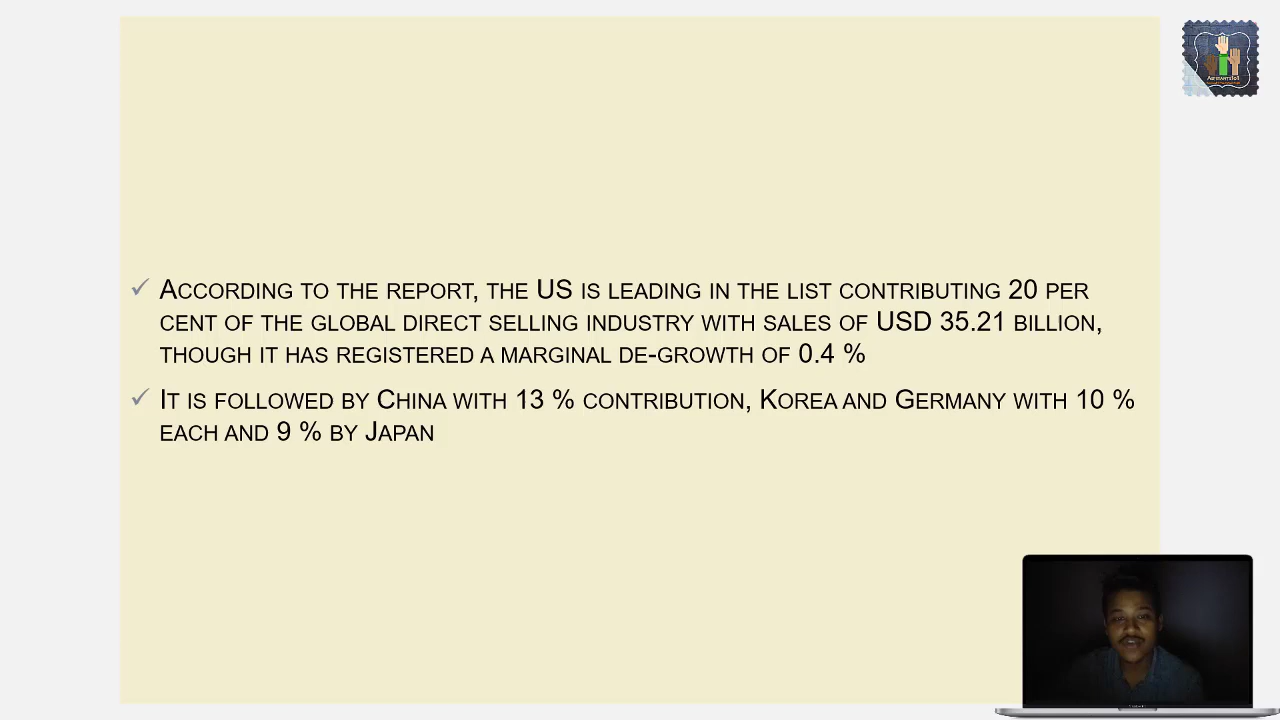 ACCORDING TO THE REPORT, THE US IS LEADING IN THE LIST CONTRIBUTING 20 PER
CENT OF THE GLOBAL DIRECT SELLING INDUSTRY WITH SALES OF USD 35.21 BILLION,
THOUGH IT HAS REGISTERED A MARGINAL DE-GROWTH OF 0.4 %
IT IS FOLLOWED BY CHINA WITH 13 % CONTRIBUTION, KOREA AND GERMANY WITH 10 %
EACH AND 9 % BY JAPAN